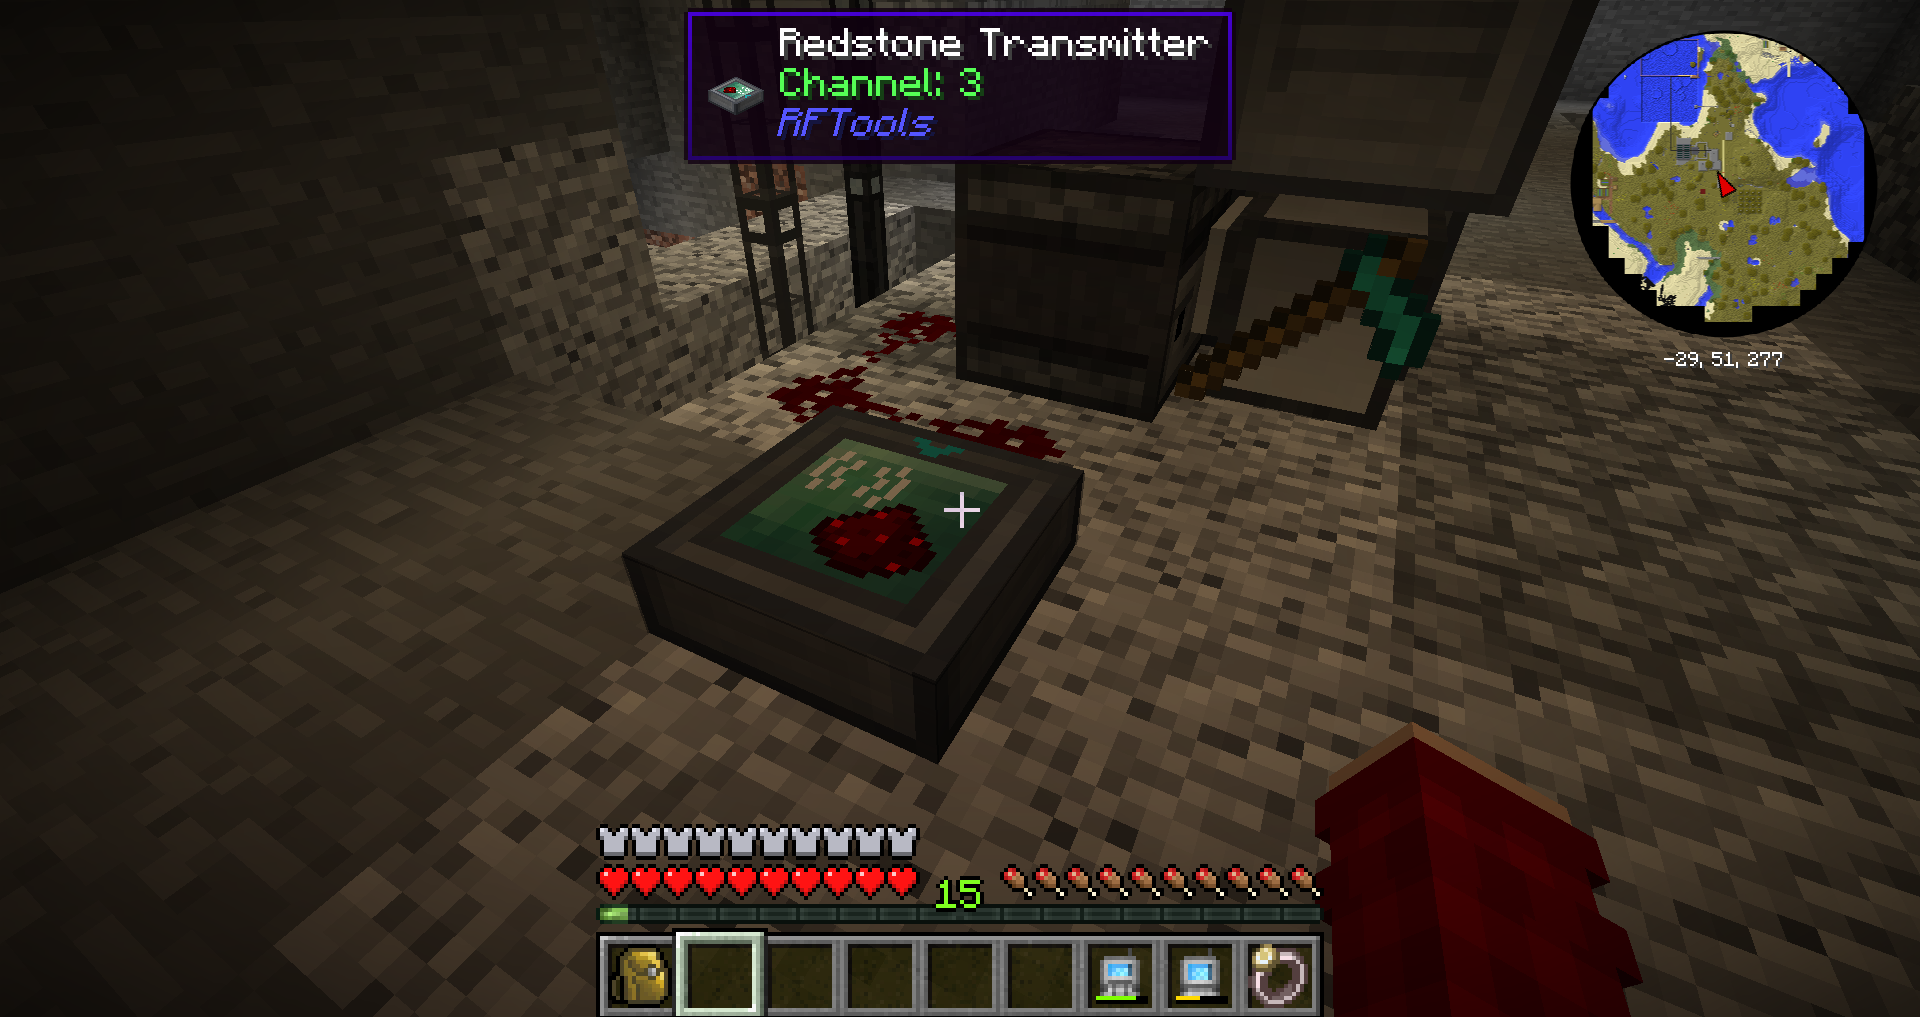 Redstone Transmitter
Channel: 3
RFTools
-29, 51, 277
15